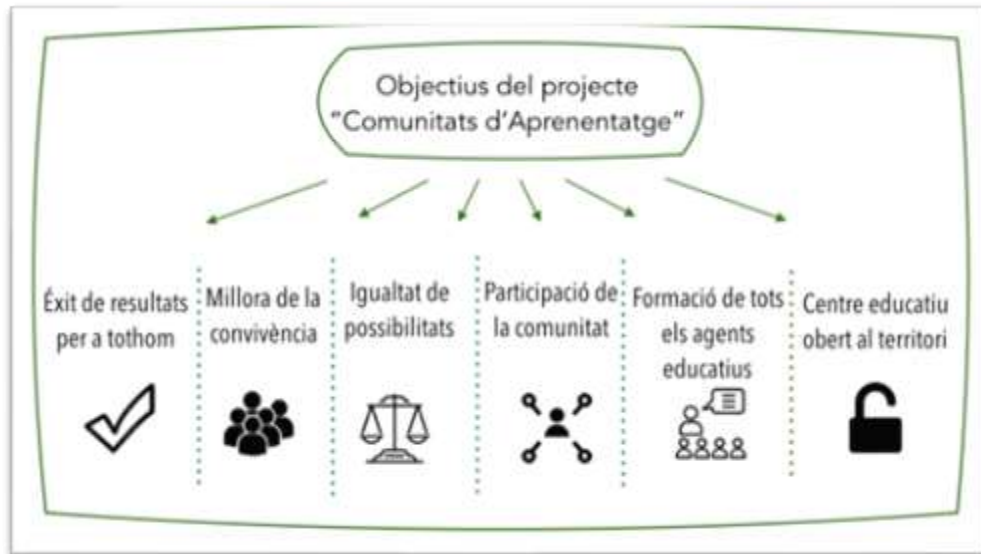 Objectius del projecte
“Comunitats d’Aprenentatge”
Éxit de resultats
per a tothom
Millora de la
convivència
Igualtat de
possibilitats
Participació de
la comunitat
Formació de tots
els agents
educatius
Centre educatiu
obert al territori